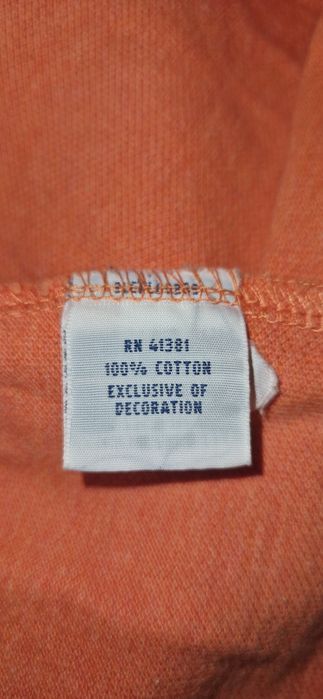 RN 41381
100% COTTON
EXCLUSIVE OF
DECORATION